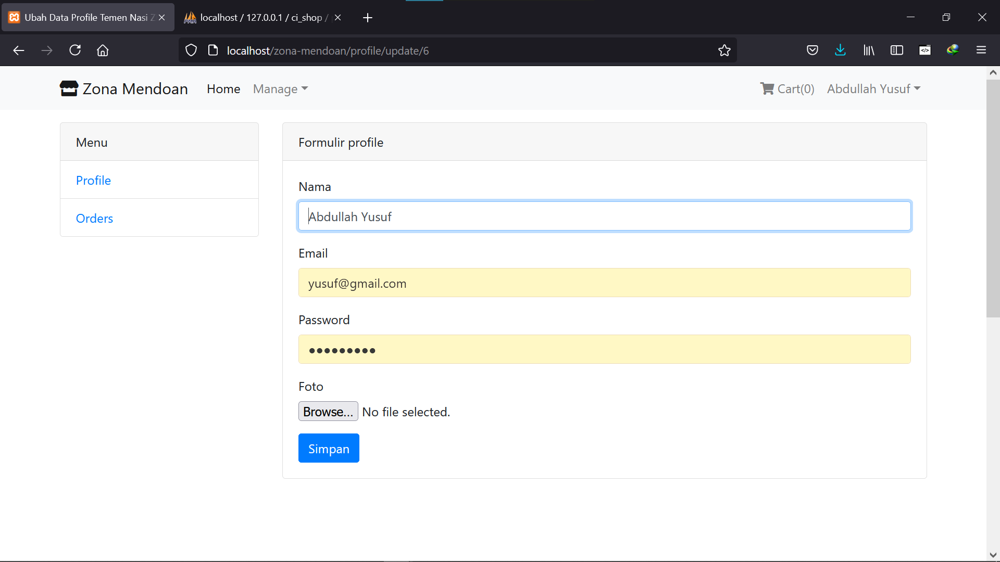 Ubah Data Profile Temen Nasi
localhost / 127.0.0.1 / ci_shop /
localhost/zona-mendoan/profile/update/6
Zona Mendoan Home Manage Cart(0) Abdullah Yusuf
Menu
Profile
Orders
Formulir profile
Nama
Abdullah Yusuf
Email
yusuf@gmail.com
Password
●●●●●●●●●
Foto
Browse... No file selected.
Simpan